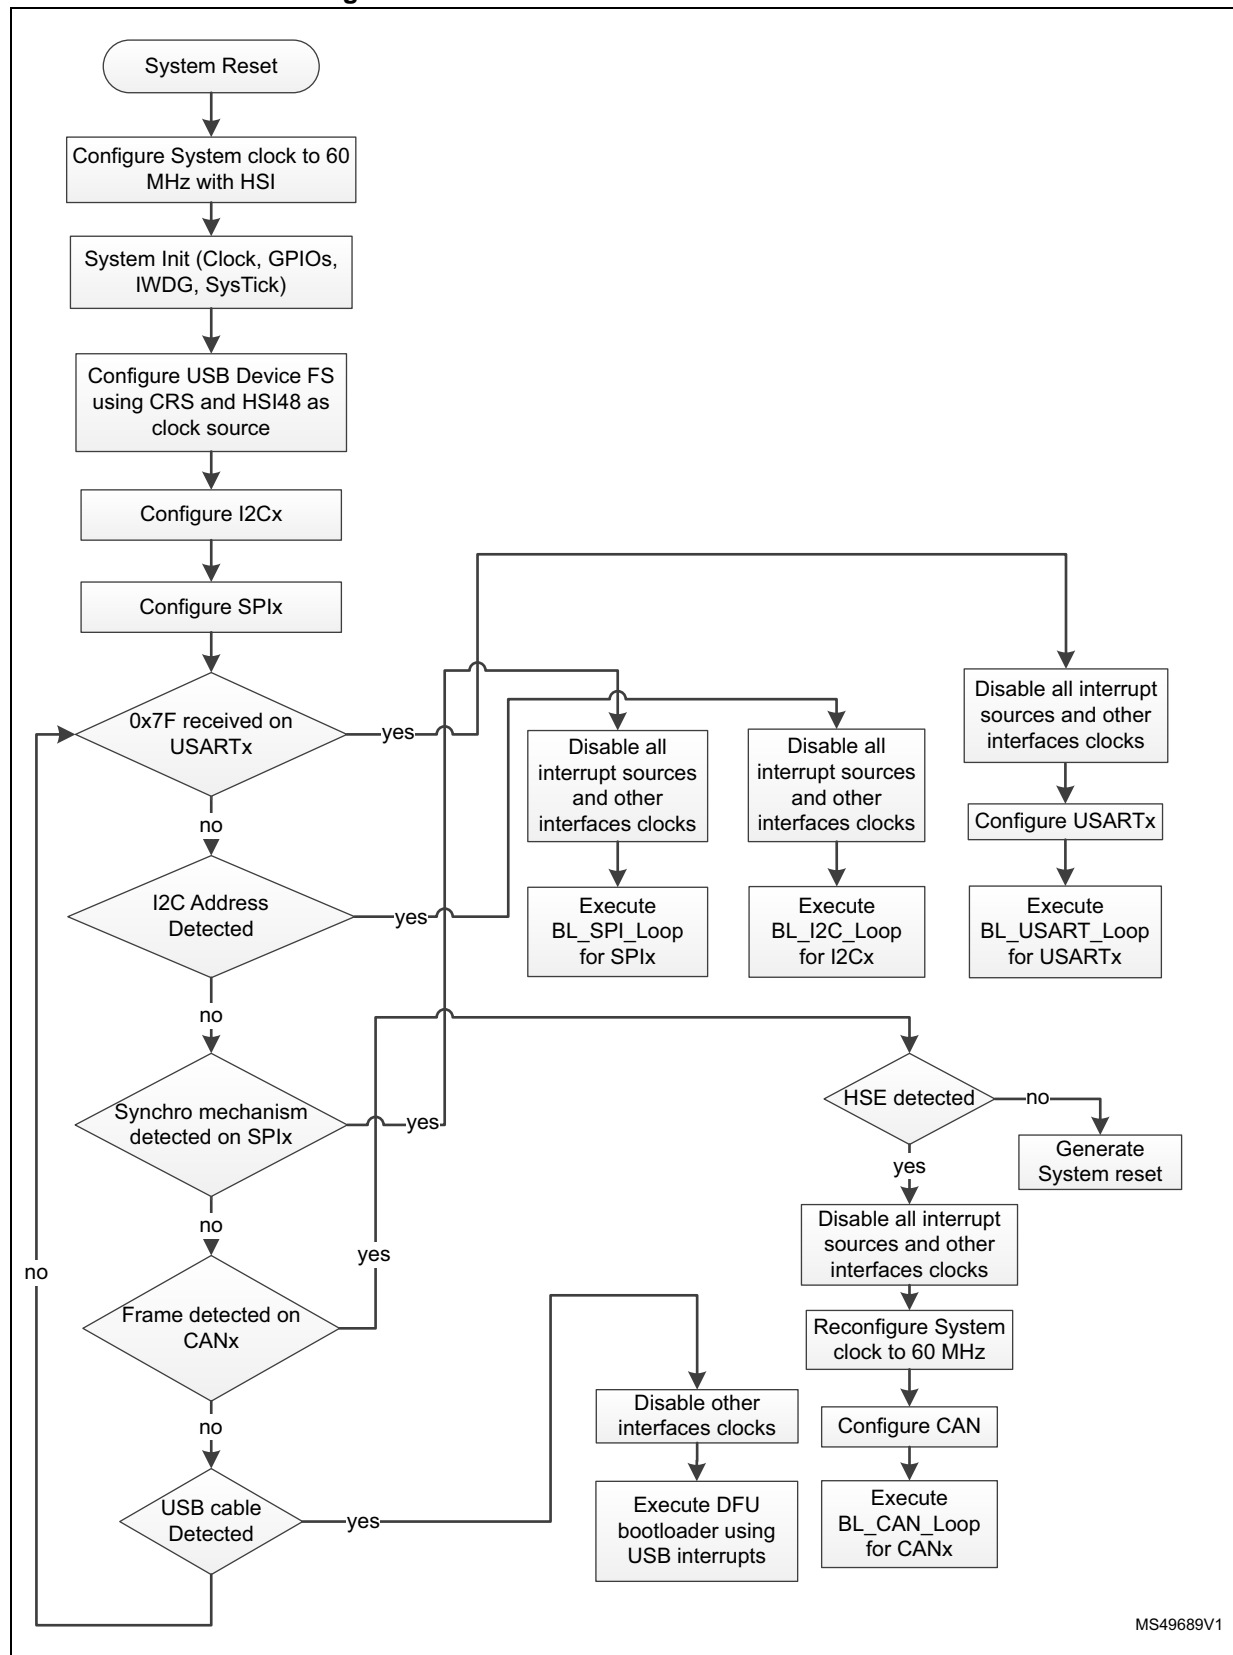 System Reset
Configure System clock to 60
MHz with HSI
System Init (Clock, GPIOs,
IWDG, SysTick)
Configure USB Device FS
using CRS and HSI48 as
clock source
Configure I2Cx
Configure SPIx
0x7F received on
USARTx
yes
no
I2C Address
Detected
yes
no
Synchro mechanism
detected on SPIx
yes
no
Frame detected on
CANx
yes
no
USB cable
Detected
yes
no
Disable all
interrupt sources
and other
interfaces clocks
Execute
BL_SPI_Loop
for SPIx
Disable all
interrupt sources
and other
interfaces clocks
Execute
BL_I2C_Loop
for I2Cx
Disable all interrupt
sources and other
interfaces clocks
Configure USARTx
Execute
BL_USART_Loop
for USARTx
HSE detected
no
Generate
System reset
yes
Disable all interrupt
sources and other
interfaces clocks
Reconfigure System
clock to 60 MHz
Configure CAN
Execute
BL_CAN_Loop
for CANx
Disable other
interfaces clocks
Execute DFU
bootloader using
USB interrupts
MS49689V1